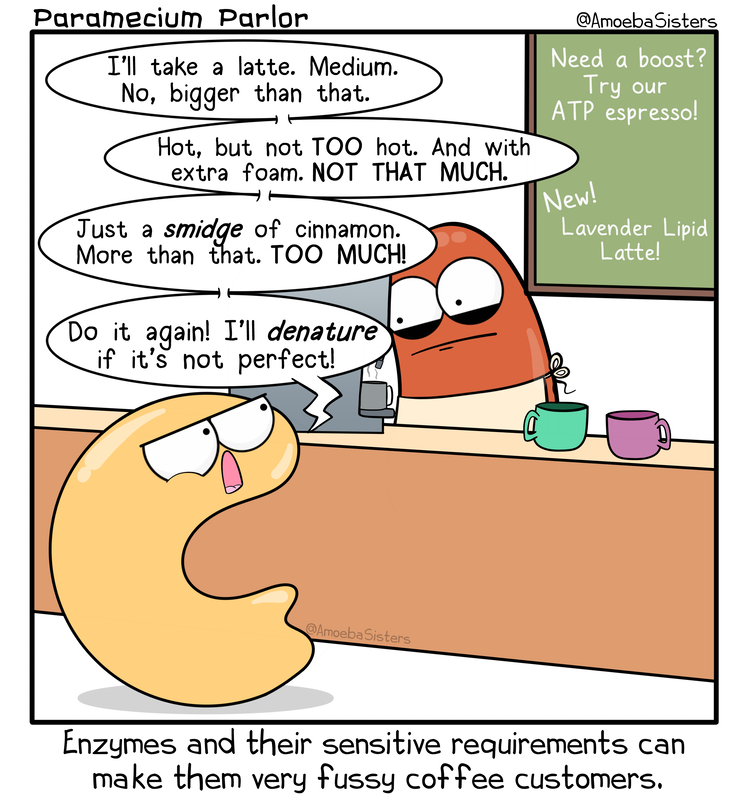 Paramecium Parlor
@AmoebaSisters
I'll take a latte. Medium.
No, bigger than that.
Hot, but not TOO hot. And with
extra foam. NOT THAT MUCH.
Just a smidge of cinnamon.
More than that. TOO MUCH!
Do it again! I'll denature
if it's not perfect!
Need a boost?
Try our
ATP espresso!
New!
Lavender Lipid
Latte!
@AmoebaSisters
Enzymes and their sensitive requirements can
make them very fussy coffee customers.